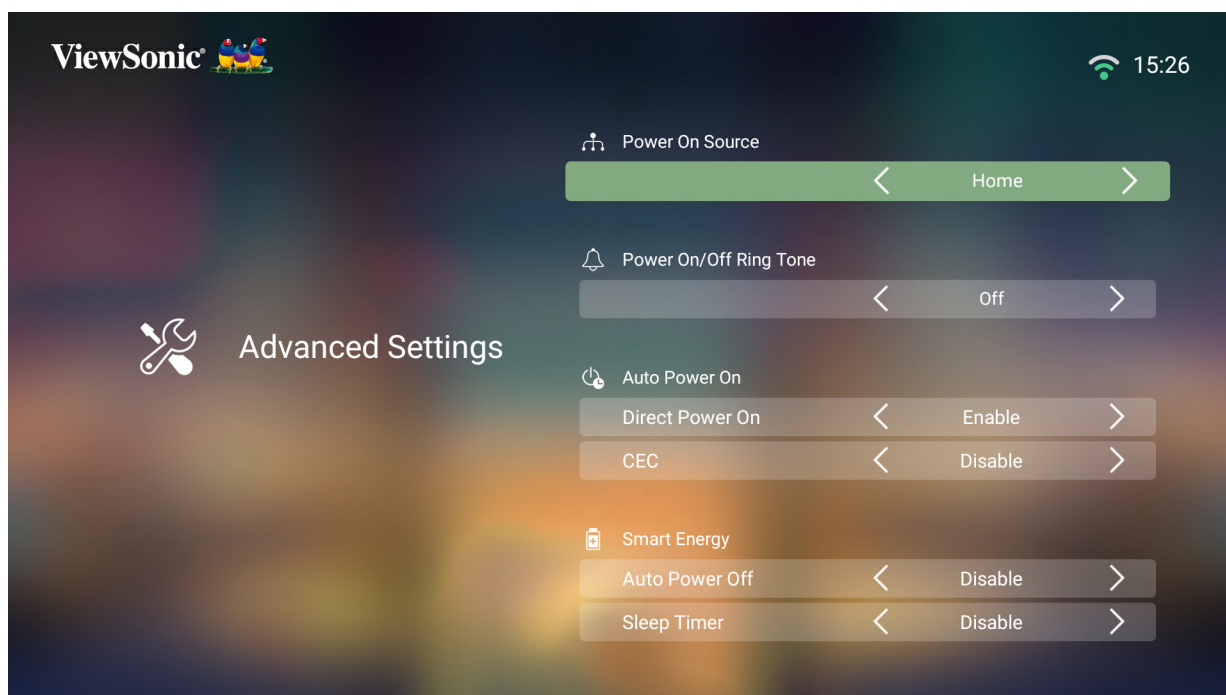 ViewSonic®
15:26
Power On Source
Home
Power On/Off Ring Tone
Off
Advanced Settings
Auto Power On
Direct Power On Enable
CEC Disable
Smart Energy
Auto Power Off Disable
Sleep Timer Disable